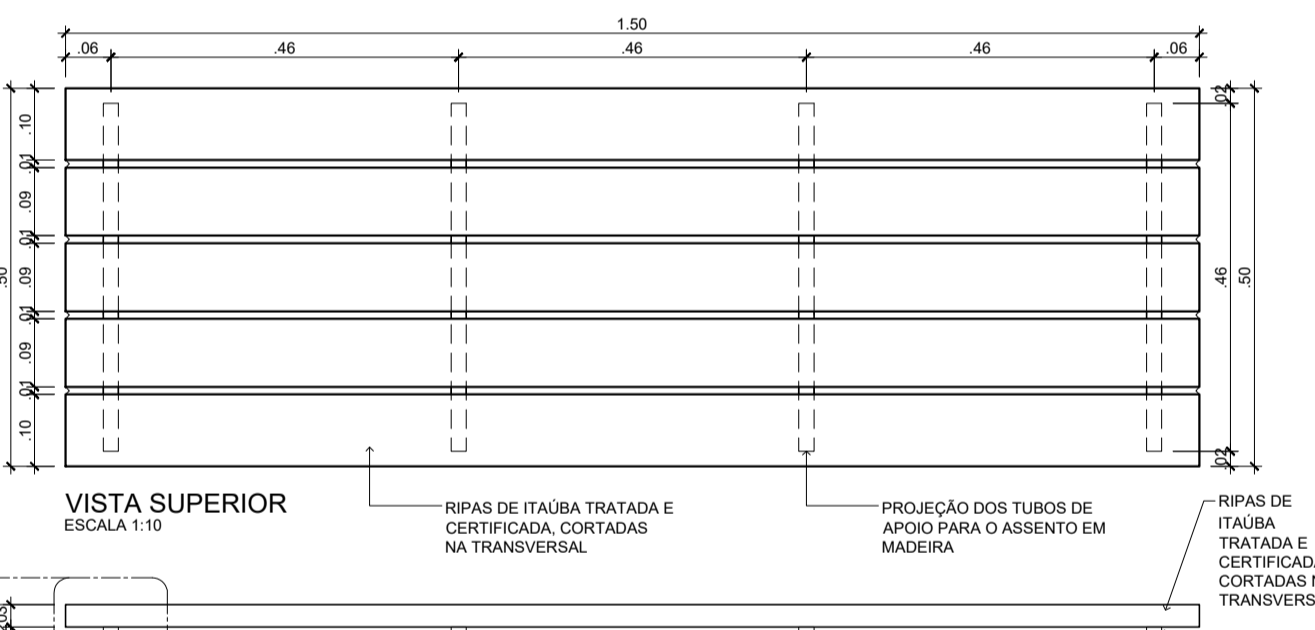 1.50
.06
.46
.46
.46
.06
.10
.01
.09
.01
.09
.01
.09
.01
.10
.02
.46
.50
.02
VISTA SUPERIOR
ESCALA 1:10
RIPAS DE ITAÚBA TRATADA E
CERTIFICADA, CORTADAS
NA TRANSVERSAL
PROJEÇÃO DOS TUBOS DE
APOIO PARA O ASSENTO EM
MADEIRA
RIPAS DE
ITAÚBA
TRATADA E